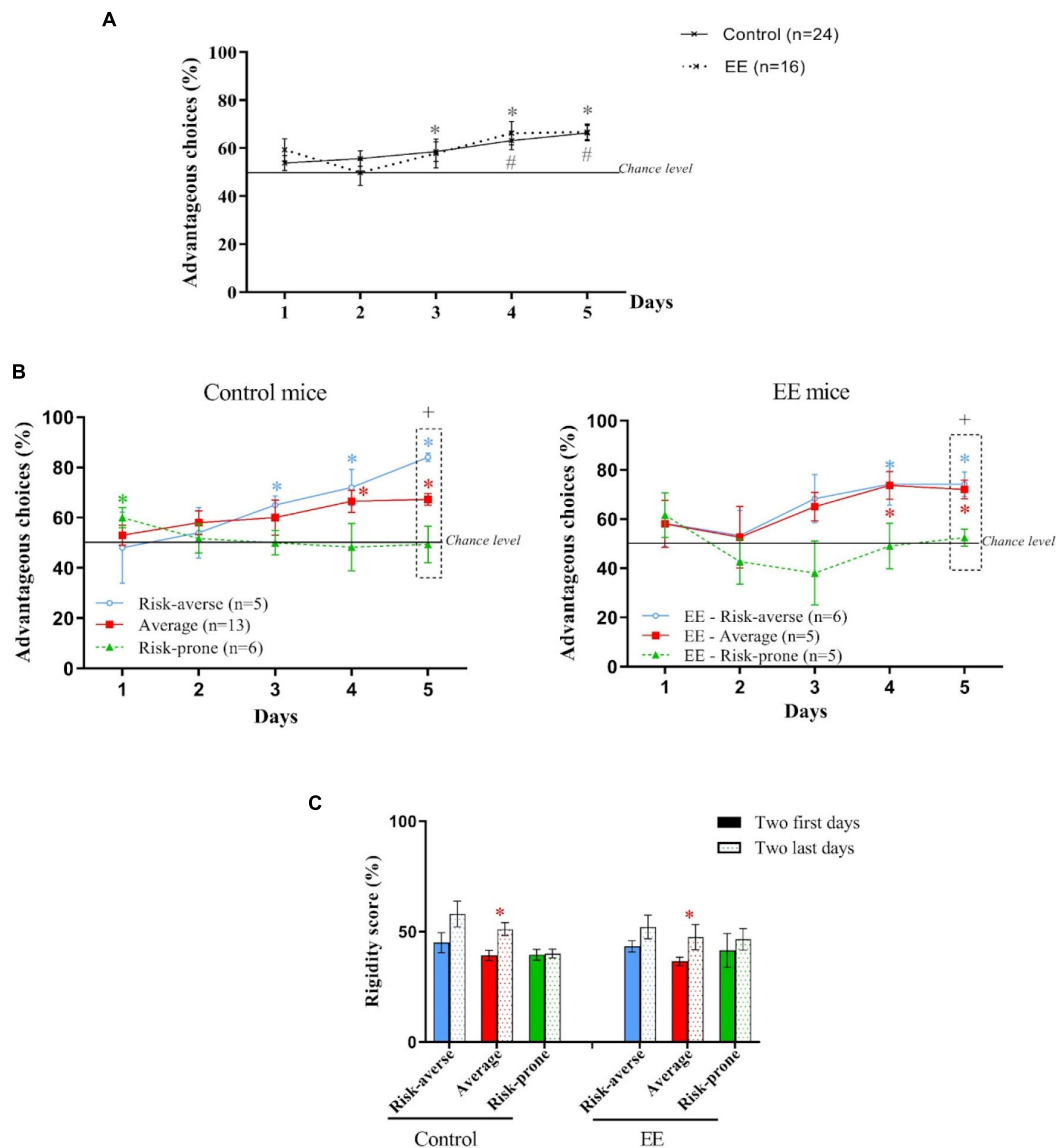 A
Advantageous choices (%)
100
80
60
40
20
0
* * *
# #
Control (n=24)
EE (n=16)
Chance level
1 2 3 4 5
Days
B
Control mice
Advantageous choices (%)
100
80
60
40
20
0
+
* * * *
* *
Chance level
Risk-averse (n=5)
Average (n=13)
Risk-prone (n=6)
1 2 3 4 5
Days
EE mice
Advantageous choices (%)
100
80
60
40
20
0
+
* *
* *
Chance level
EE - Risk-averse (n=6)
EE - Average (n=5)
EE - Risk-prone (n=5)
1 2 3 4 5
Days
C
Rigidity score (%)
100
50
0
* *
Two first days
Two last days
Risk-averse
Average
Risk-prone
Risk-averse
Average
Risk-prone
Control
EE